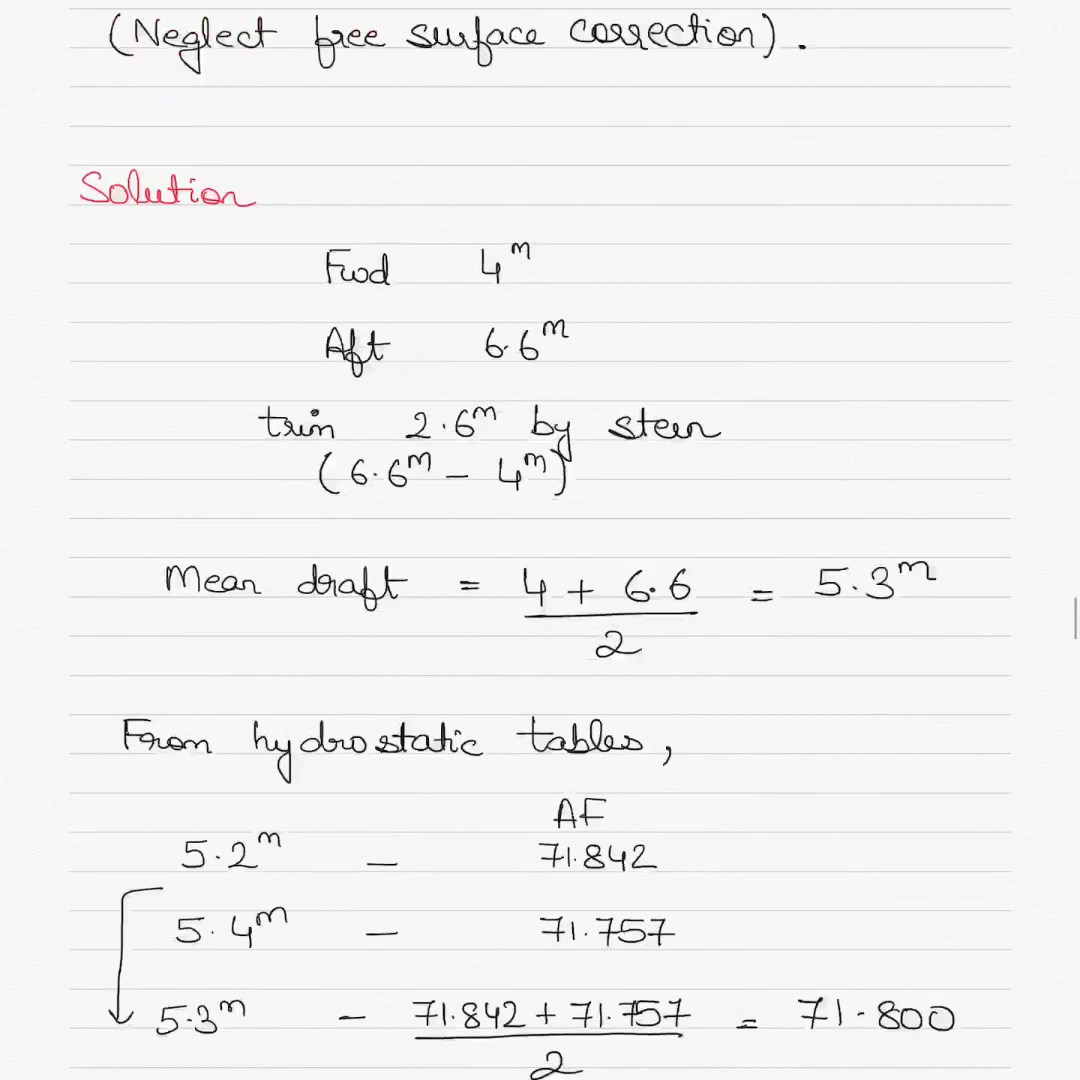 (Neglect free surface correction).
Solution
Fwd 4ᵐ
Aft 6.6ᵐ
trim 2.6ᵐ by stern
(6.6ᵐ - 4ᵐ)
Mean draft = 4 + 6.6 / 2 = 5.3ᵐ
From hydrostatic tables,
AF
5.2ᵐ - 71.842
5.4ᵐ - 71.757
5.3ᵐ - 71.842 + 71.757 / 2 = 71.800